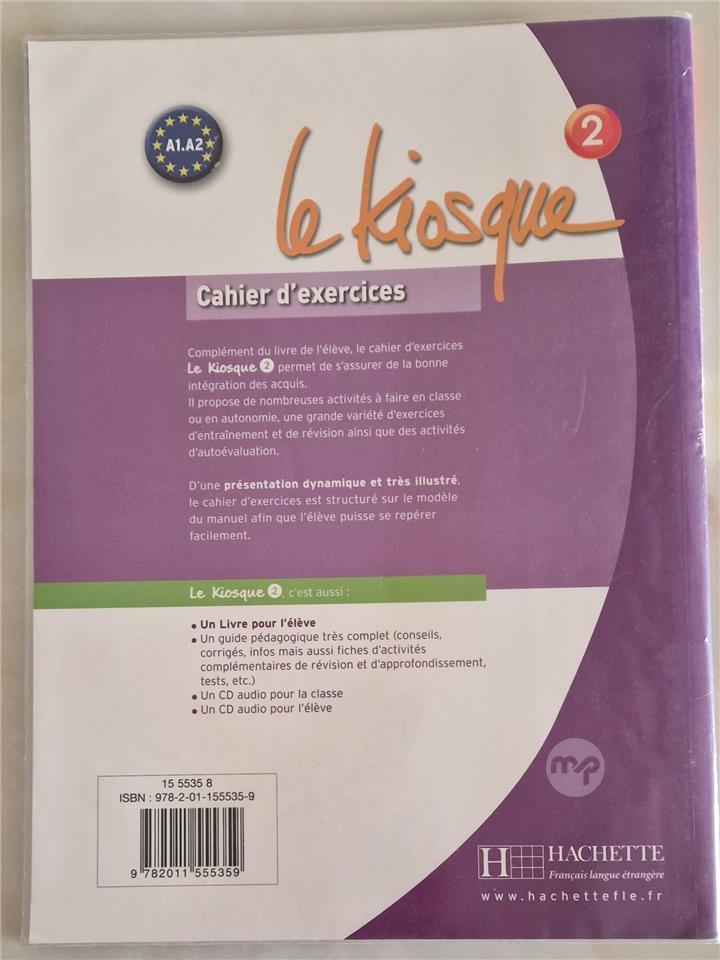 A1.A2
2
le kiosque
Cahier d'exercices
Complément du livre de l'élève, le cahier d'exercices
Le Kiosque 2 permet de s'assurer de la bonne
intégration des acquis.
Il propose de nombreuses activités à faire en classe
ou en autonomie, une grande variété d'exercices
d'entraînement et de révision ainsi que des activités
d'autoévaluation.
D'une présentation dynamique et très illustré,
le cahier d'exercices est structuré sur le modèle
du manuel afin que l'élève puisse se repérer
facilement.
Le Kiosque 2, c'est aussi :
• Un Livre pour l'élève
• Un guide pédagogique très complet (conseils,
corrigés, infos mais aussi fiches d'activités
complémentaires de révision et d'approfondissement,
tests, etc.)
• Un CD audio pour la classe
• Un CD audio pour l'élève
mp
15 5535 8
ISBN : 978-2-01-155535-9
9 782011 555359
H HACHETTE
Français langue étrangère
www.hachettefle.fr